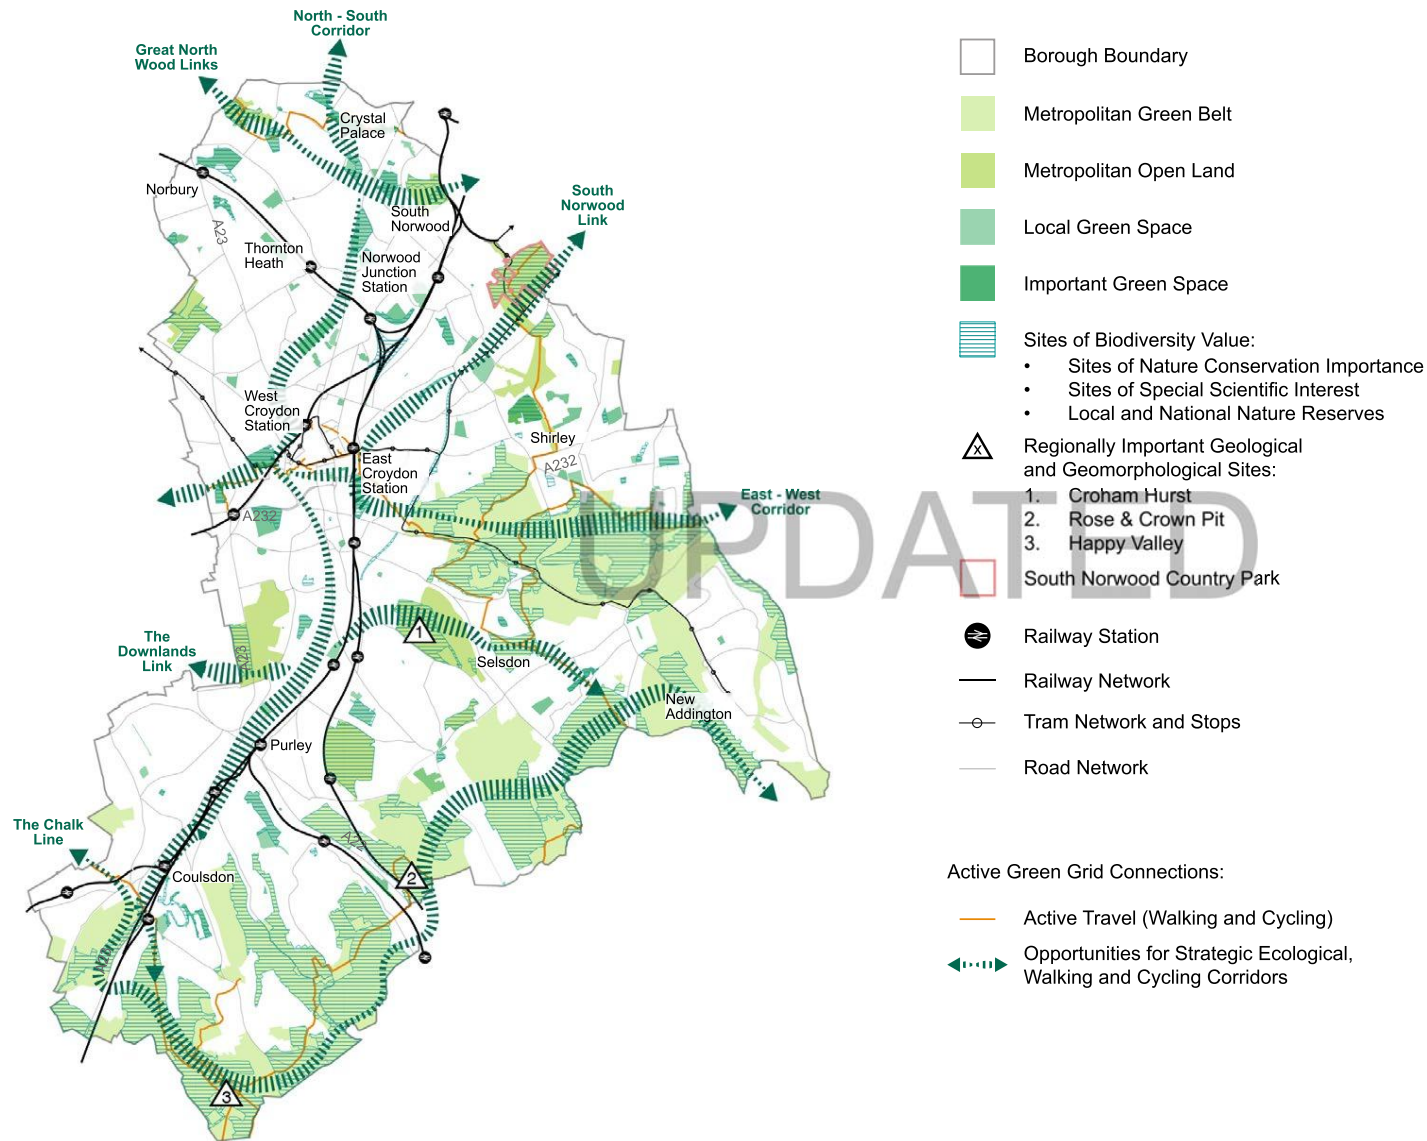 North - South
Corridor
Great North
Wood Links
Crystal
Palace
Norbury
South
Norwood
Link
South
Norwood
A23
Thornton
Heath
Norwood
Junction
Station
West
Croydon
Station
Shirley
East
Croydon
Station
A232
A232
East - West
Corridor
UPDATED
The
Downlands
Link
A23
1
Selsdon
New
Addington
Purley
The Chalk
Line
A22
Coulsdon
2
A23
3
Borough Boundary
Metropolitan Green Belt
Metropolitan Open Land
Local Green Space
Important Green Space
Sites of Biodiversity Value:
• Sites of Nature Conservation Importance
• Sites of Special Scientific Interest
• Local and National Nature Reserves
x
Regionally Important Geological
and Geomorphological Sites:
1. Croham Hurst
2. Rose & Crown Pit
3. Happy Valley
South Norwood Country Park
Railway Station
Railway Network
Tram Network and Stops
Road Network
Active Green Grid Connections:
Active Travel (Walking and Cycling)
Opportunities for Strategic Ecological,
Walking and Cycling Corridors